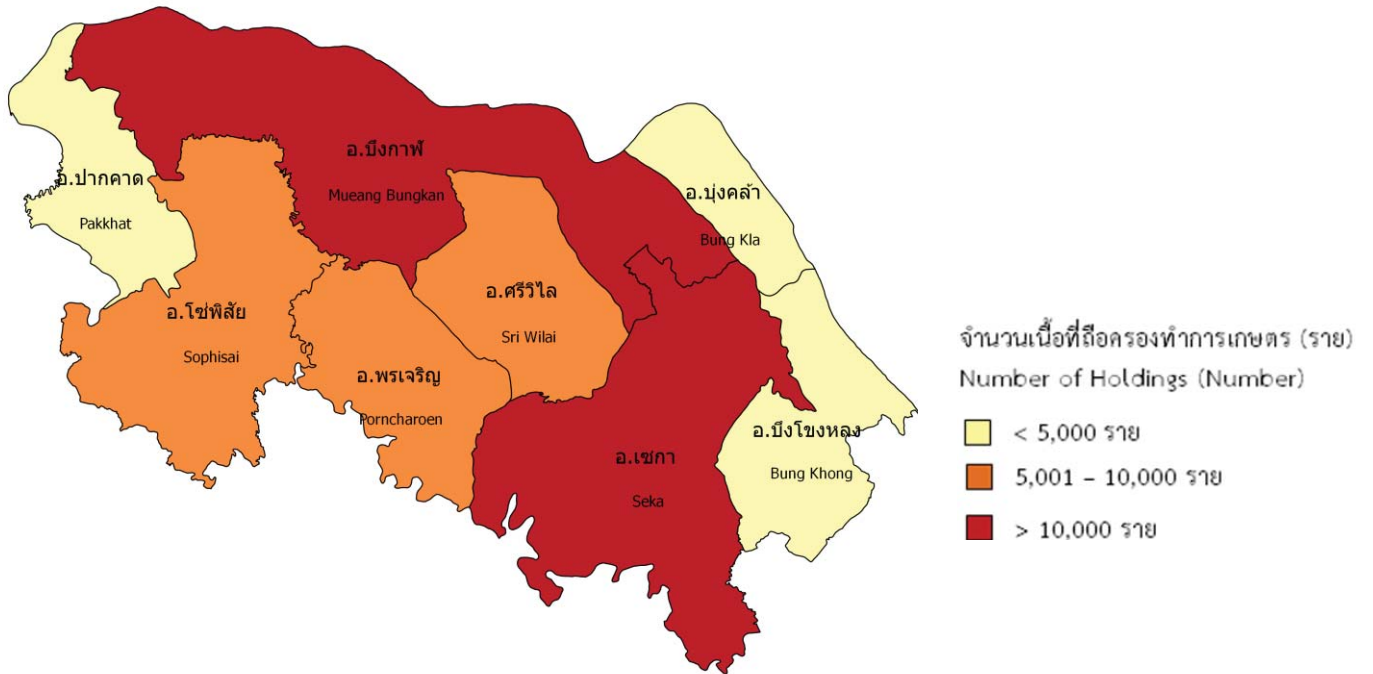 อ.บึงกาฬ
Mueang Bungkan
อ.ปากคาด
Pakkhat
อ.บุ่งคล้า
Bung Kla
อ.โซ่พิสัย
Sophisai
อ.ศรีวิไล
Sri Wilai
อ.พรเจริญ
Porncharoen
อ.เซกา
Seka
อ.บึงโขงหลง
Bung Khong
จำนวนเนื้อที่ถือครองทำการเกษตร (ราย)
Number of Holdings (Number)
< 5,000 ราย
5,001 – 10,000 ราย
> 10,000 ราย